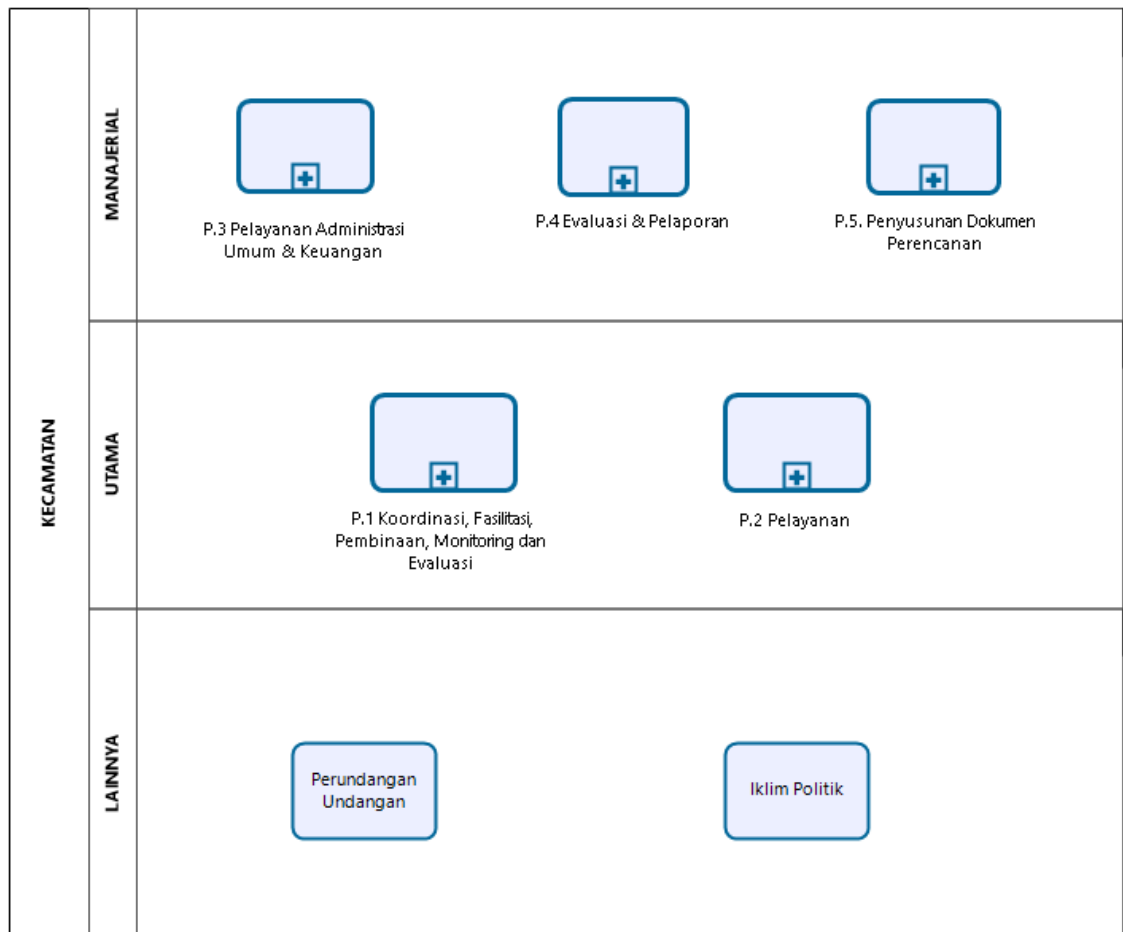 KECAMATAN
MANAJERIAL
P.3 Pelayanan Administrasi
Umum & Keuangan
P.4 Evaluasi & Pelaporan
P.5. Penyusunan Dokumen
Perencanan
UTAMA
P.1 Koordinasi, Fasilitasi,
Pembinaan, Monitoring dan
Evaluasi
P.2 Pelayanan
LAINNYA
Perundangan
Undangan
Iklim Politik